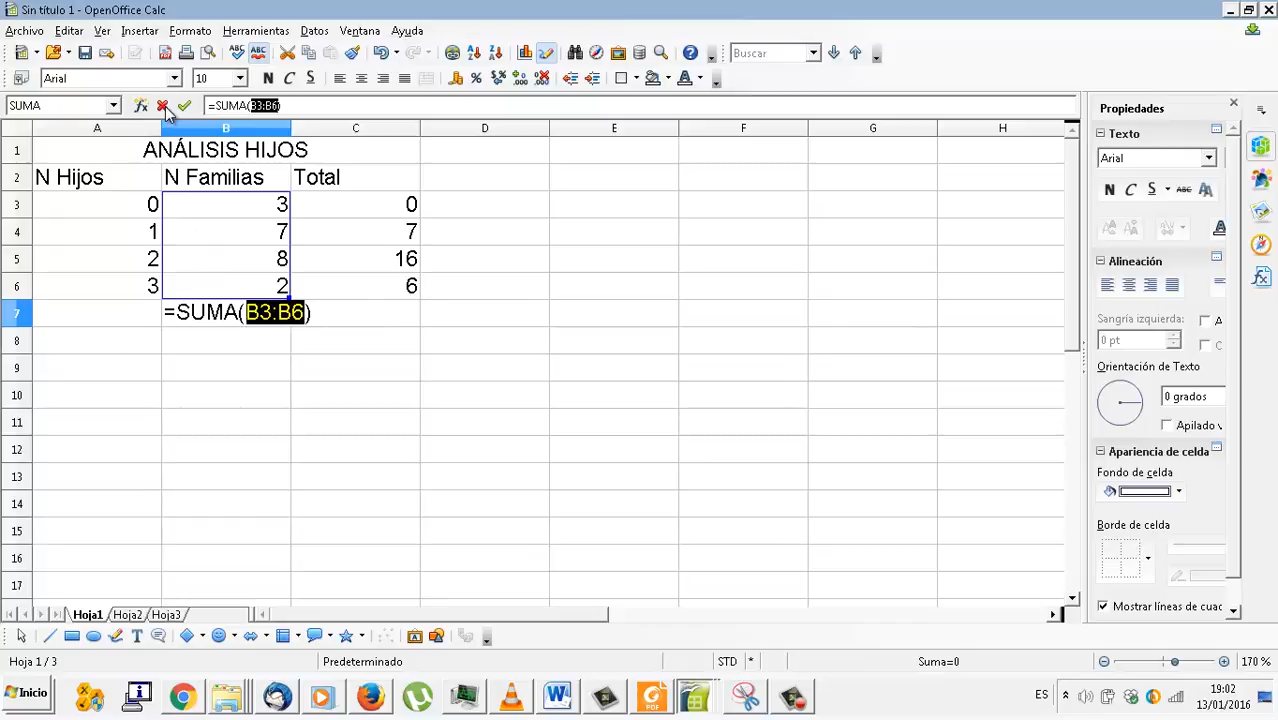 Sin título 1 - OpenOffice Calc
Archivo Editar Ver Insertar Formato Herramientas Datos Ventana Ayuda
Buscar
Arial 10
SUMA =SUMA(B3:B6)
A B C D E F G H
1 ANÁLISIS HIJOS
2 N Hijos N Familias Total
3 0 3 0
4 1 7 7
5 2 8 16
6 3 2 6
7 =SUMA(B3:B6)
8
9
10
11
12
13
14
15
16
17
Propiedades
Texto
Arial
Alineación
Sangría izquierda: A
0 pt C
Orientación de Texto
0 grados
Apilado v
Apariencia de celda
Fondo de celda
Borde de celda
Mostrar líneas de cuad
Hoja1 Hoja2 Hoja3
Hoja 1 / 3 Predeterminado STD * Suma=0 170 %
Inicio ES 19:02
13/01/2016